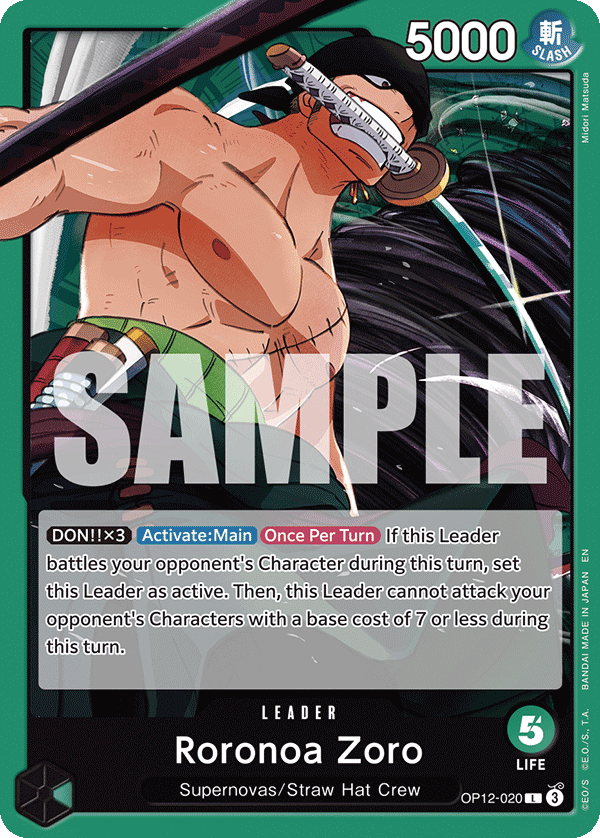 5000
斬
SLASH
Midori Matsuda
SAMPLE
DON!!×3 Activate:Main Once Per Turn If this Leader
battles your opponent's Character during this turn, set
this Leader as active. Then, this Leader cannot attack your
opponent's Characters with a base cost of 7 or less during
this turn.
©EO/S ©E.O./S., T.A. BANDAI MADE IN JAPAN EN
LEADER
Roronoa Zoro
5
LIFE
Supernovas/Straw Hat Crew
OP12-020 L 3